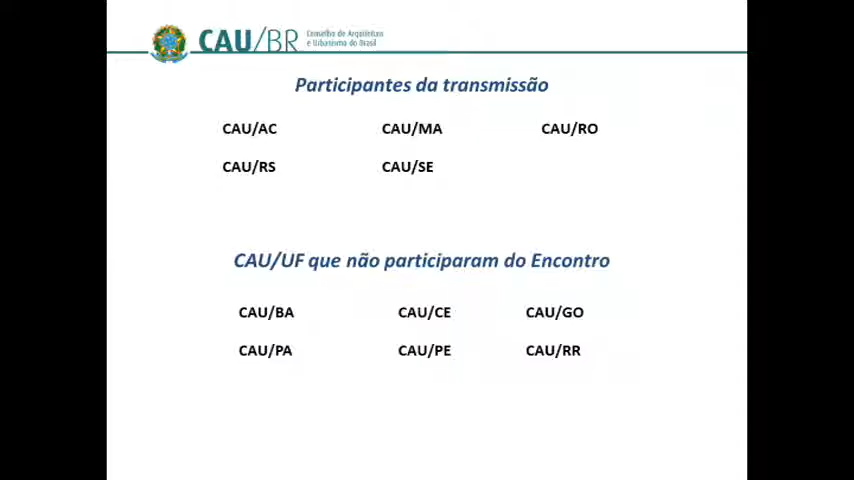 CAU/BR Conselho de Arquitetura
e Urbanismo do Brasil
Participantes da transmissão
CAU/AC CAU/MA CAU/RO
CAU/RS CAU/SE
CAU/UF que não participaram do Encontro
CAU/BA CAU/CE CAU/GO
CAU/PA CAU/PE CAU/RR